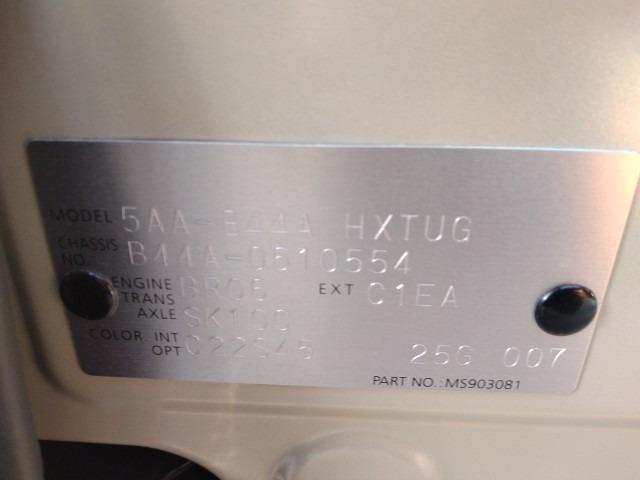 MODEL 5AA-B44A HXTUG
CHASSIS NO. B44A-0510554
ENGINE BR06 EXT C1EA
TRANS AXLE SK100
COLOR INT OPT C22S45 25G 007
PART NO.:MS903081